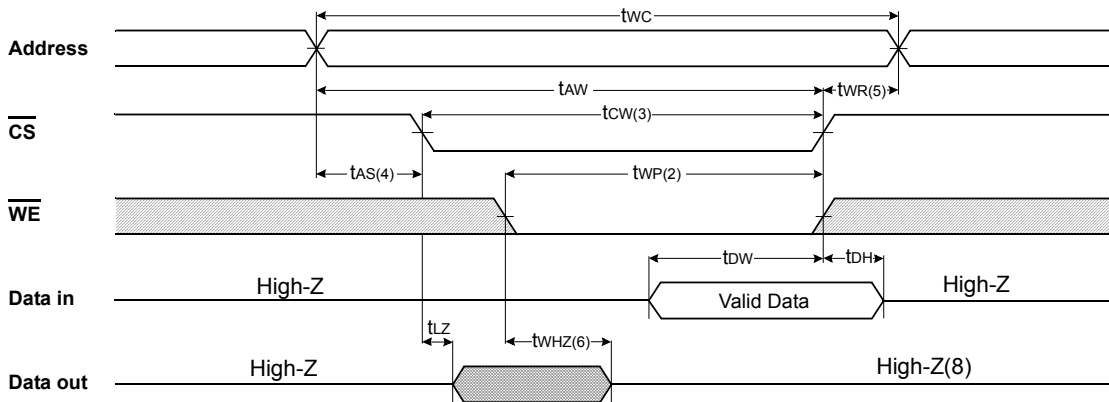 tWC
Address
tAW
tWR(5)
tCW(3)
CS
tAS(4)
tWP(2)
WE
tDW
tDH
High-Z
High-Z
Data in
Valid Data
tLZ
tWHZ(6)
High-Z
High-Z(8)
Data out